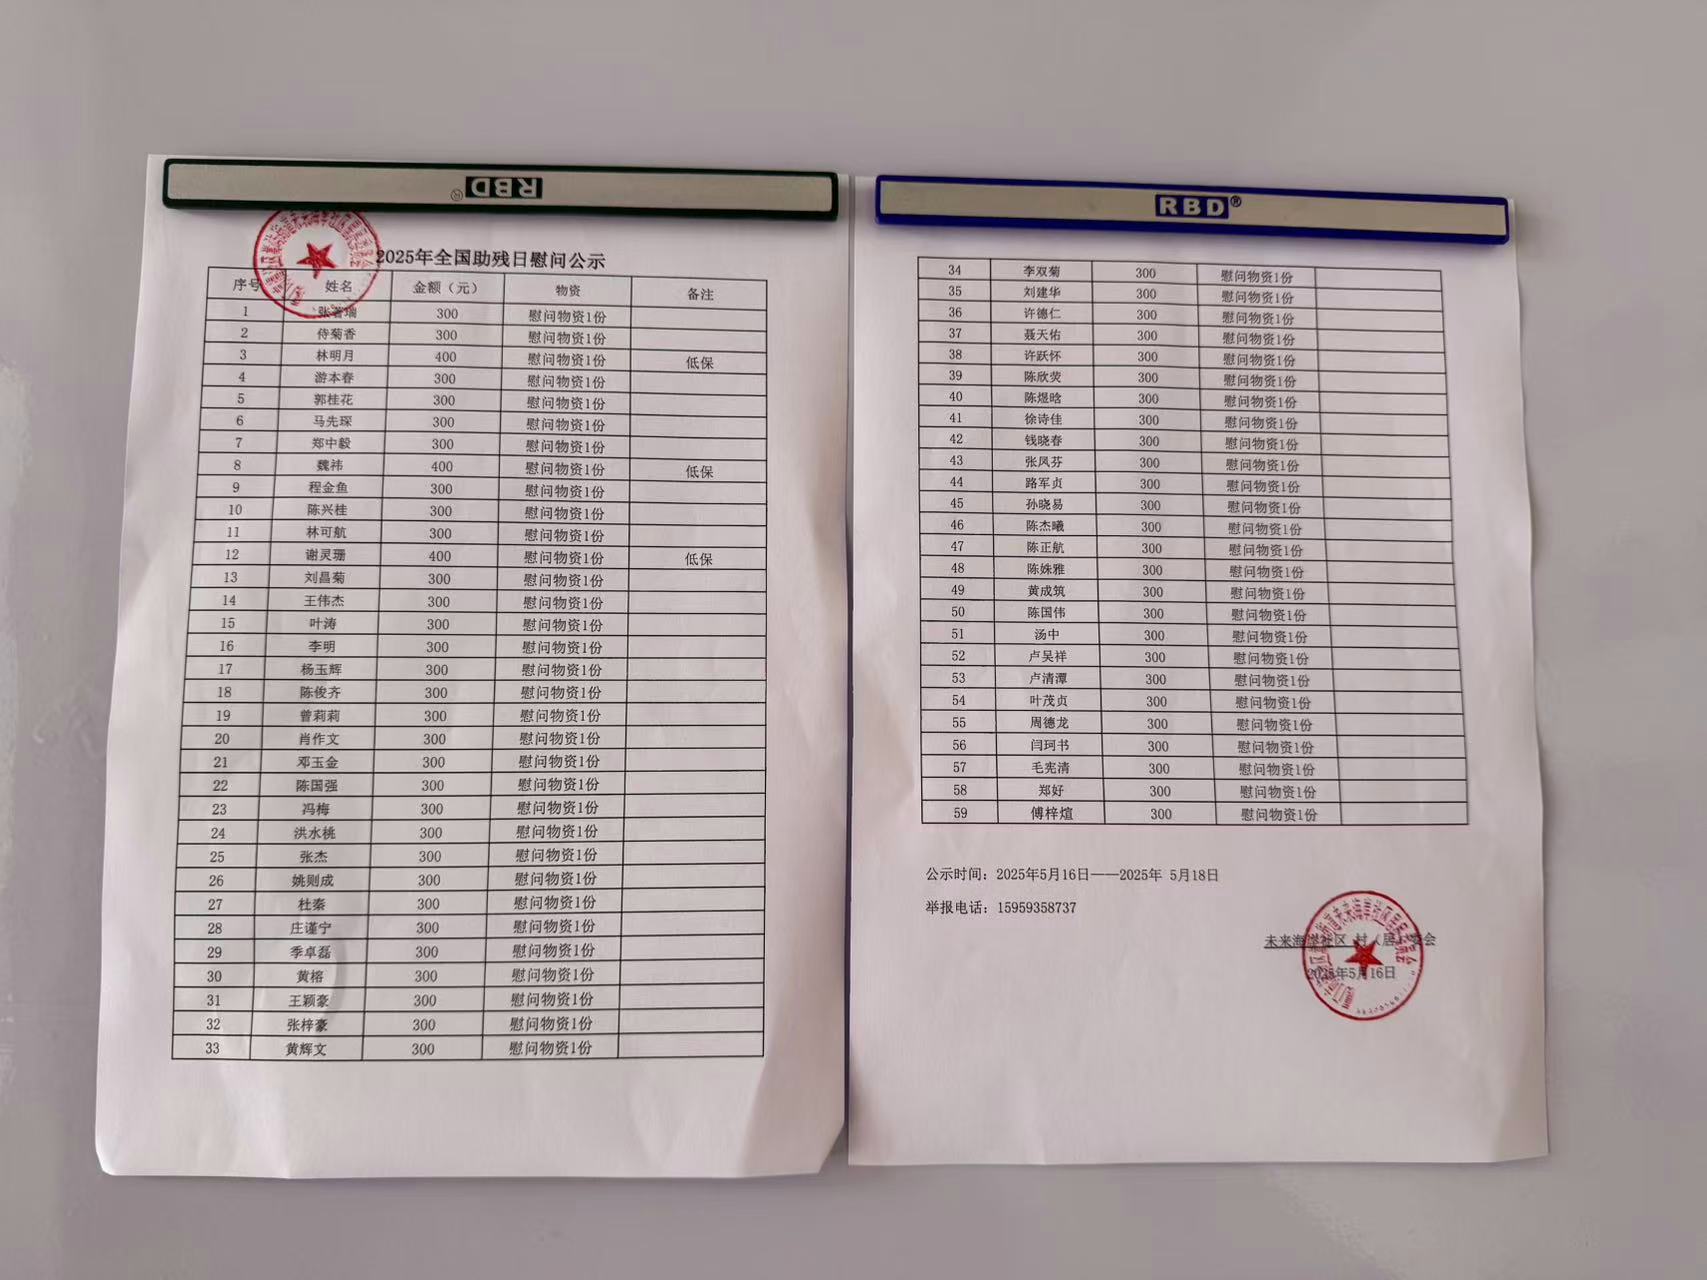 RBD®
2025年全国助残日慰问公示
序号 姓名 金额（元） 物资 备注
1 300 慰问物资1份
2 侍菊香 300 慰问物资1份
3 林明月 400 慰问物资1份 低保
4 游本春 300 慰问物资1份
5 郭桂花 300 慰问物资1份
6 马先琛 300 慰问物资1份
7 郑中毅 300 慰问物资1份
8 魏祎 400 慰问物资1份 低保
9 程金鱼 300 慰问物资1份
10 陈兴桂 300 慰问物资1份
11 林可航 300 慰问物资1份
12 谢灵珊 400 慰问物资1份 低保
13 刘昌菊 300 慰问物资1份
14 王伟杰 300 慰问物资1份
15 叶涛 300 慰问物资1份
16 李明 300 慰问物资1份
17 杨玉辉 300 慰问物资1份
18 陈俊齐 300 慰问物资1份
19 曾莉莉 300 慰问物资1份
20 肖作文 300 慰问物资1份
21 邓玉金 300 慰问物资1份
22 陈国强 300 慰问物资1份
23 冯梅 300 慰问物资1份
24 洪水桃 300 慰问物资1份
25 张杰 300 慰问物资1份
26 姚则成 300 慰问物资1份
27 杜秦 300 慰问物资1份
28 庄谨宁 300 慰问物资1份
29 季卓磊 300 慰问物资1份
30 黄榕 300 慰问物资1份
31 王颖豪 300 慰问物资1份
32 张梓豪 300 慰问物资1份
33 黄辉文 300 慰问物资1份
RBD®
34 李双菊 300 慰问物资1份
35 刘建华 300 慰问物资1份
36 许德仁 300 慰问物资1份
37 聂天佑 300 慰问物资1份
38 许跃怀 300 慰问物资1份
39 陈欣荧 300 慰问物资1份
40 陈煜晗 300 慰问物资1份
41 徐诗佳 300 慰问物资1份
42 钱晓春 300 慰问物资1份
43 张凤芬 300 慰问物资1份
44 路军贞 300 慰问物资1份
45 孙晓易 300 慰问物资1份
46 陈杰曦 300 慰问物资1份
47 陈正航 300 慰问物资1份
48 陈姝雅 300 慰问物资1份
49 黄成筑 300 慰问物资1份
50 陈国伟 300 慰问物资1份
51 汤中 300 慰问物资1份
52 卢吴祥 300 慰问物资1份
53 卢清潭 300 慰问物资1份
54 叶茂贞 300 慰问物资1份
55 周德龙 300 慰问物资1份
56 闫珂书 300 慰问物资1份
57 毛宪清 300 慰问物资1份
58 郑好 300 慰问物资1份
59 傅梓煊 300 慰问物资1份
公示时间：2025年5月16日——2025年 5月18日
举报电话：15959358737
未来海岸社区 村（居）委会
2025年5月16日